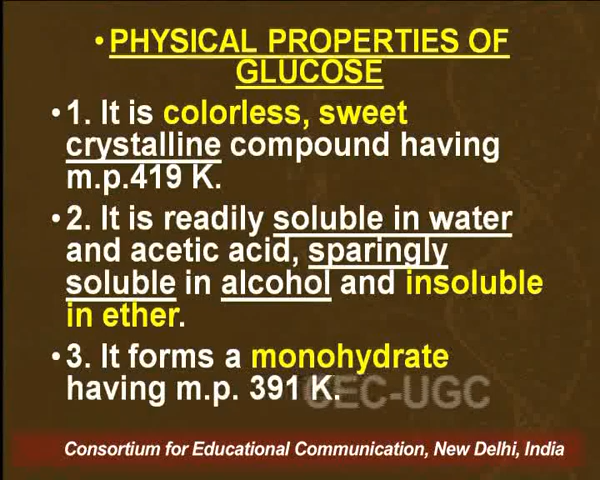 •PHYSICAL PROPERTIES OF
GLUCOSE
•1. It is colorless, sweet
crystalline compound having
m.p.419 K.
•2. It is readily soluble in water
and acetic acid, sparingly
soluble in alcohol and insoluble
in ether.
•3. It forms a monohydrate
having m.p. 391 K.
CEC-UGC
Consortium for Educational Communication, New Delhi, India